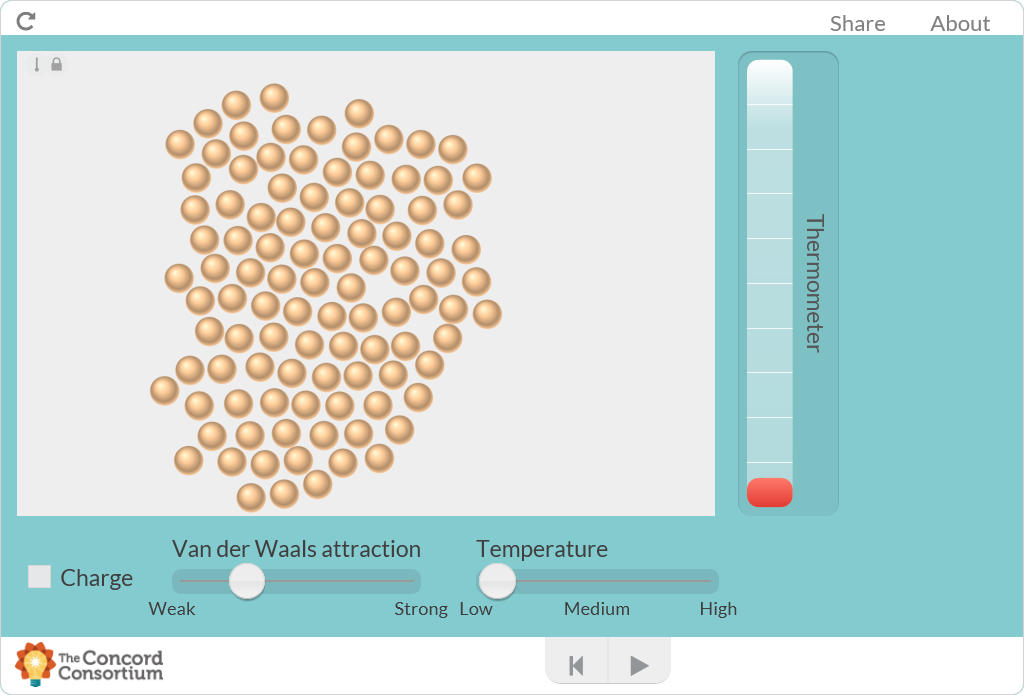 Share About
Thermometer
Van der Waals attraction Temperature
Charge
Weak Strong Low Medium High
The Concord
Consortium